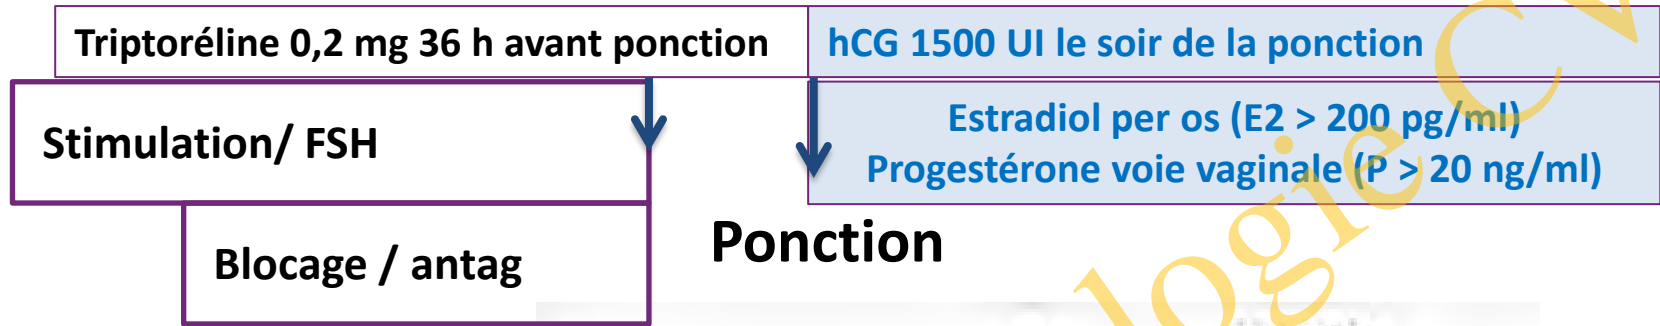 Triptoréline 0,2 mg 36 h avant ponction
hCG 1500 UI le soir de la ponction
Stimulation/ FSH
Estradiol per os (E2 > 200 pg/ml)
Progestérone voie vaginale (P > 20 ng/ml)
Blocage / antag
Ponction